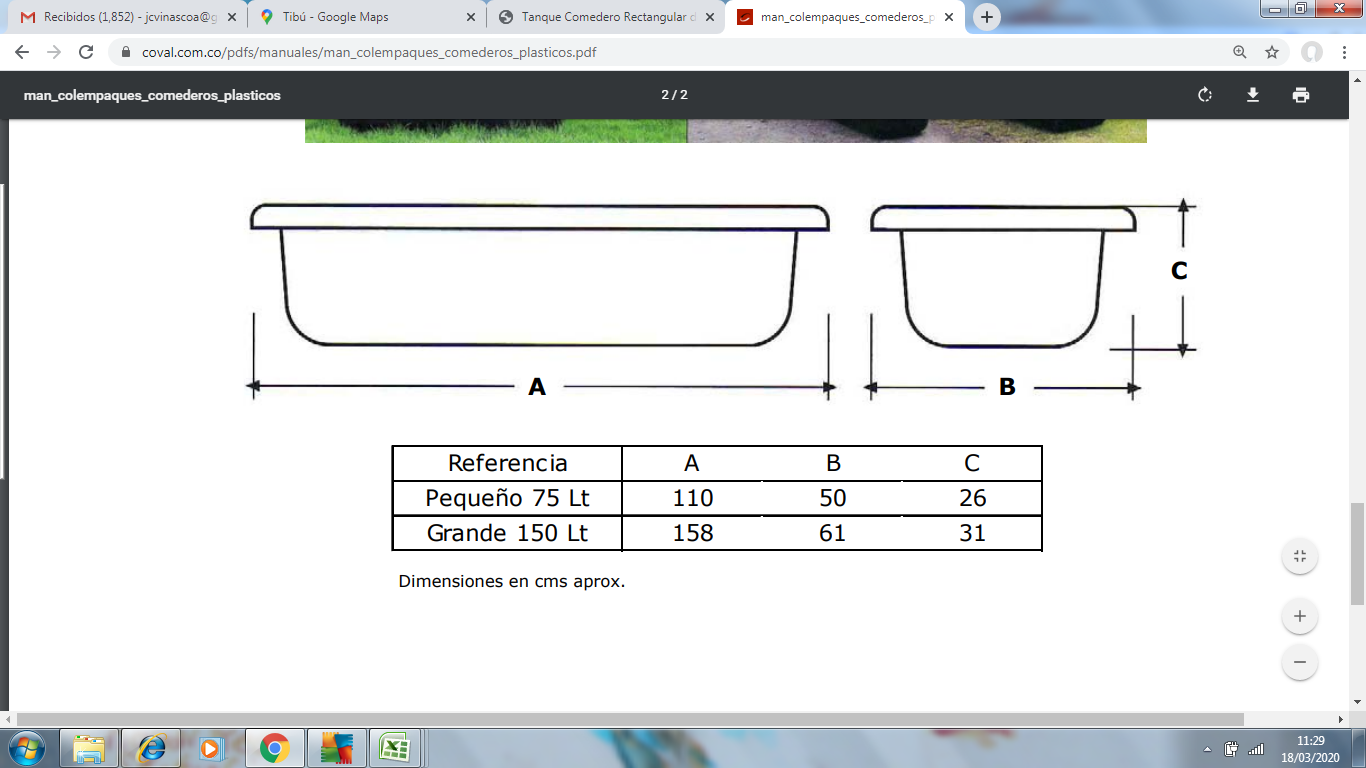 Recibidos (1,852) - jcvinascoa@g
Tibú - Google Maps
Tanque Comedero Rectangular d
man_colempaques_comederos_p
coval.com.co/pdfs/manuales/man_colempaques_comederos_plasticos.pdf
man_colempaques_comederos_plasticos
2 / 2
C
A
B
Referencia A B C
Pequeño 75 Lt 110 50 26
Grande 150 Lt 158 61 31
Dimensiones en cms aprox.
11:29
18/03/2020